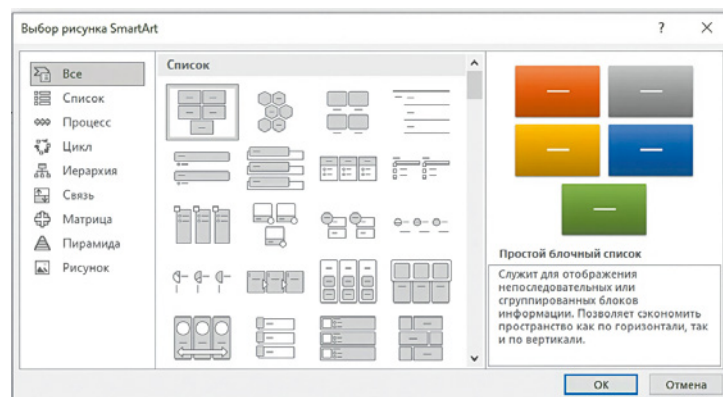 Выбор рисунка SmartArt
?
Все
Список
Процесс
Цикл
Иерархия
Связь
Матрица
Пирамида
Рисунок
Список
Простой блочный список
Служит для отображения
непоследовательных или
сгруппированных блоков
информации. Позволяет сэкономить
пространство как по горизонтали, так
и по вертикали.
ОК
Отмена